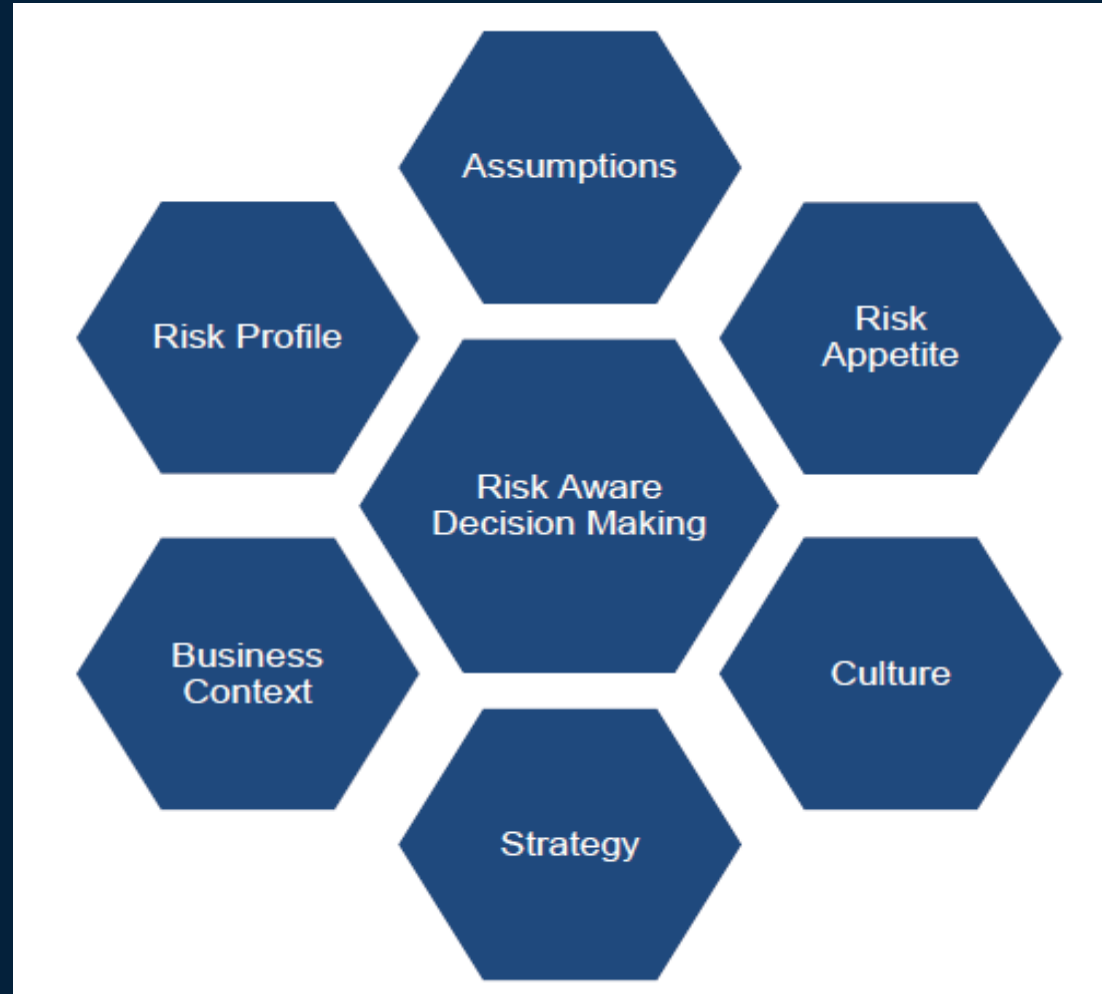 Assumptions
Risk Profile
Risk
Appetite
Risk Aware
Decision Making
Business
Context
Culture
Strategy